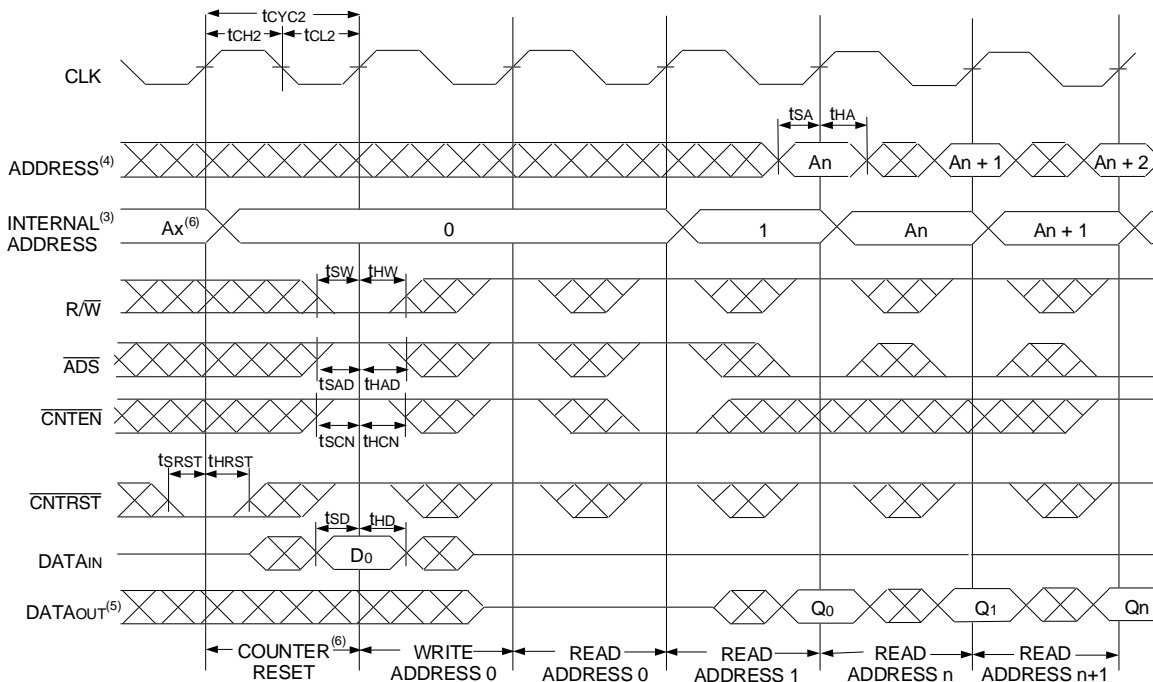 tCYC2
tCH2 tCL2
CLK
tSA tHA
ADDRESS(4) An An + 1 An + 2
INTERNAL(3)
ADDRESS
Ax(6) 0 1 An An + 1
tSW tHW
R/W
ADS
tSAD tHAD
CNTEN
tSCN tHCN
tSRST tHRST
CNTRST
tSD tHD
DATAIN D0
DATAOUT(5) Q0 Q1 Qn
COUNTER(6)
RESET
WRITE
ADDRESS 0
READ
ADDRESS 0
READ
ADDRESS 1
READ
ADDRESS n
READ
ADDRESS n+1